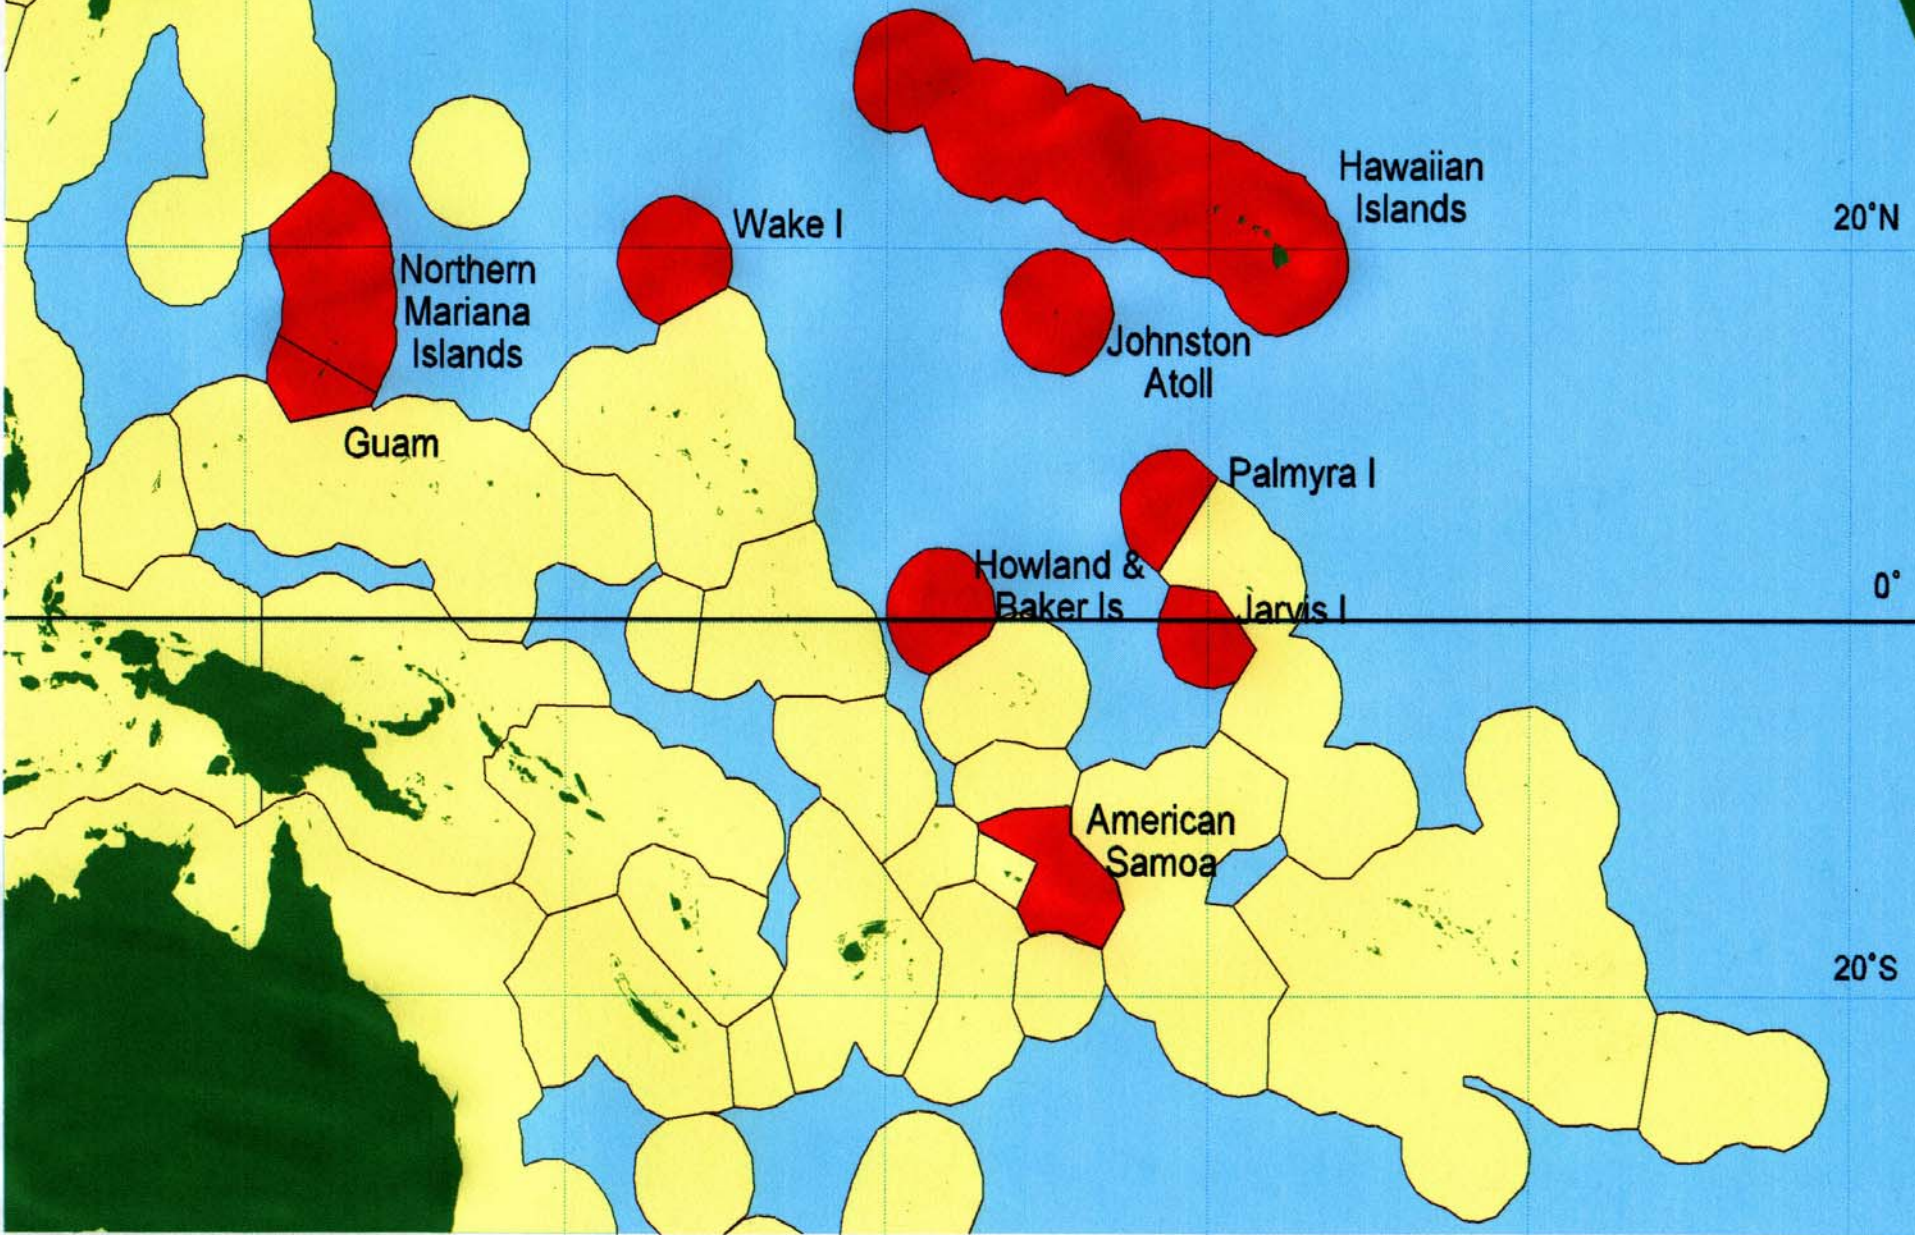 Hawaiian
Islands
20°N
Wake I
Northern
Mariana
Islands
Johnston
Atoll
Guam
Palmyra I
Howland &
Baker Is
Jarvis I
0°
American
Samoa
20°S